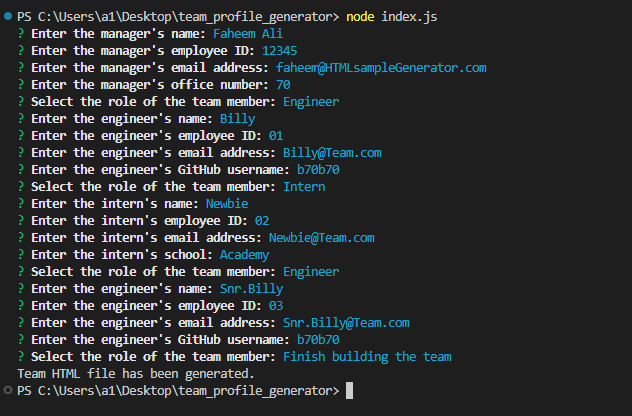 PS C:\Users\a1\Desktop\team_profile_generator> node index.js
? Enter the manager's name: Faheem Ali
? Enter the manager's employee ID: 12345
? Enter the manager's email address: faheem@HTMLsampleGenerator.com
? Enter the manager's office number: 70
? Select the role of the team member: Engineer
? Enter the engineer's name: Billy
? Enter the engineer's employee ID: 01
? Enter the engineer's email address: Billy@Team.com
? Enter the engineer's GitHub username: b70b70
? Select the role of the team member: Intern
? Enter the intern's name: Newbie
? Enter the intern's employee ID: 02
? Enter the intern's email address: Newbie@Team.com
? Enter the intern's school: Academy
? Select the role of the team member: Engineer
? Enter the engineer's name: Snr.Billy
? Enter the engineer's employee ID: 03
? Enter the engineer's email address: Snr.Billy@Team.com
? Enter the engineer's GitHub username: b70b70
? Select the role of the team member: Finish building the team
Team HTML file has been generated.
PS C:\Users\a1\Desktop\team_profile_generator>